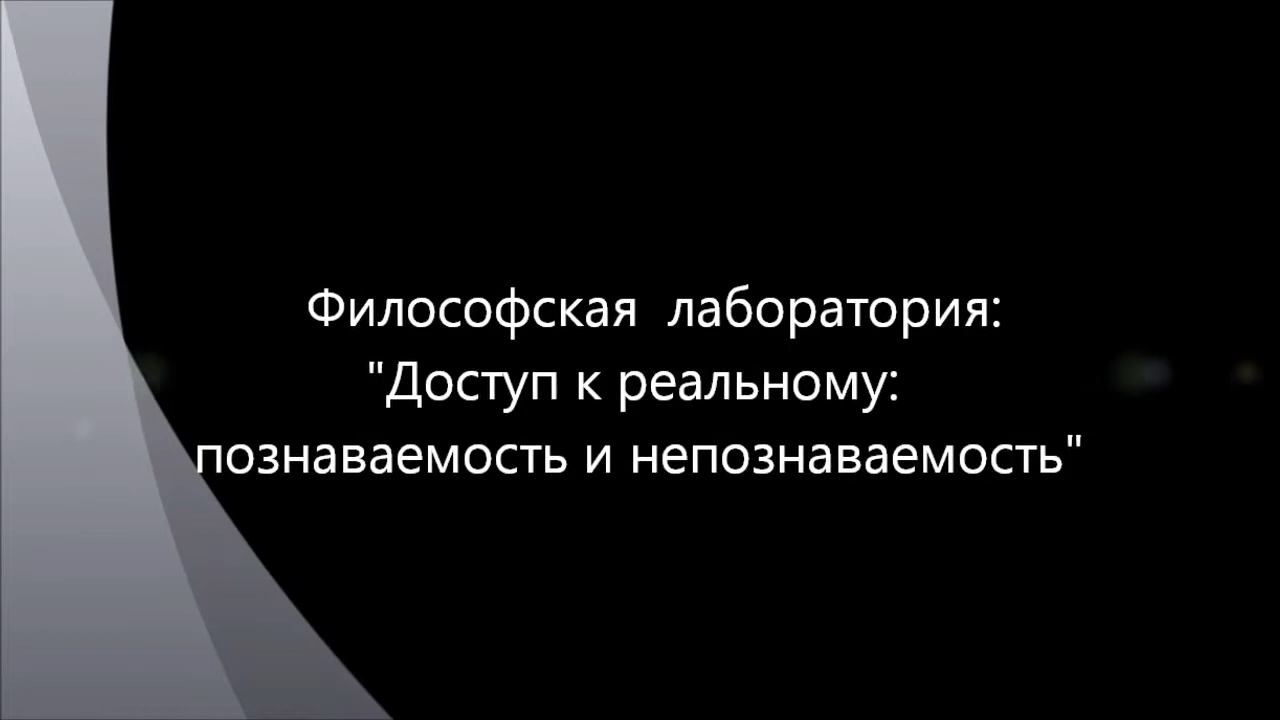 Философская лаборатория:
"Доступ к реальному:
познаваемость и непознаваемость"